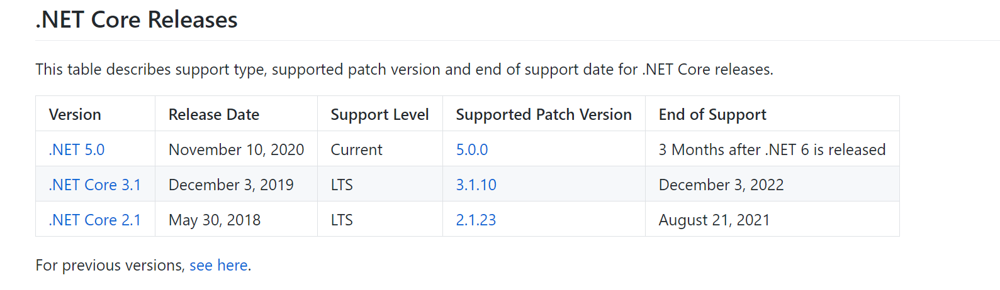 .NET Core Releases
This table describes support type, supported patch version and end of support date for .NET Core releases.
Version Release Date Support Level Supported Patch Version End of Support
.NET 5.0 November 10, 2020 Current 5.0.0 3 Months after .NET 6 is released
.NET Core 3.1 December 3, 2019 LTS 3.1.10 December 3, 2022
.NET Core 2.1 May 30, 2018 LTS 2.1.23 August 21, 2021
For previous versions, see here.